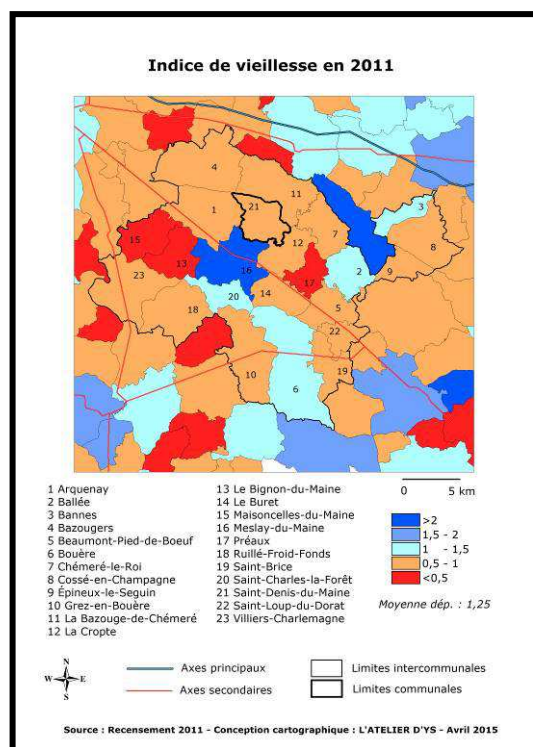 Indice de vieillesse en 2011
4
3
11
1
21
8
12
7
15
13
2
9
16
17
23
20
14
18
5
22
10
19
6
1 Arquenay
2 Ballée
3 Bannes
4 Bazougers
5 Beaumont-Pied-de-Boeuf
6 Bouère
7 Chémeré-le-Roi
8 Cossé-en-Champagne
9 Épineux-le-Seguin
10 Grez-en-Bouère
11 La Bazouge-de-Chémeré
12 La Cropte
13 Le Bignon-du-Maine
14 Le Buret
15 Maisoncelles-du-Maine
16 Meslay-du-Maine
17 Préaux
18 Ruillé-Froid-Fonds
19 Saint-Brice
20 Saint-Charles-la-Forêt
21 Saint-Denis-du-Maine
22 Saint-Loup-du-Dorat
23 Villiers-Charlemagne
0 5 km
>2
1,5 - 2
1 - 1,5
0,5 - 1
<0,5
Moyenne dép. : 1,25
N
W E
S
Axes principaux
Axes secondaires
Limites intercommunales
Limites communales
Source : Recensement 2011 - Conception cartographique : L'ATELIER D'YS - Avril 2015